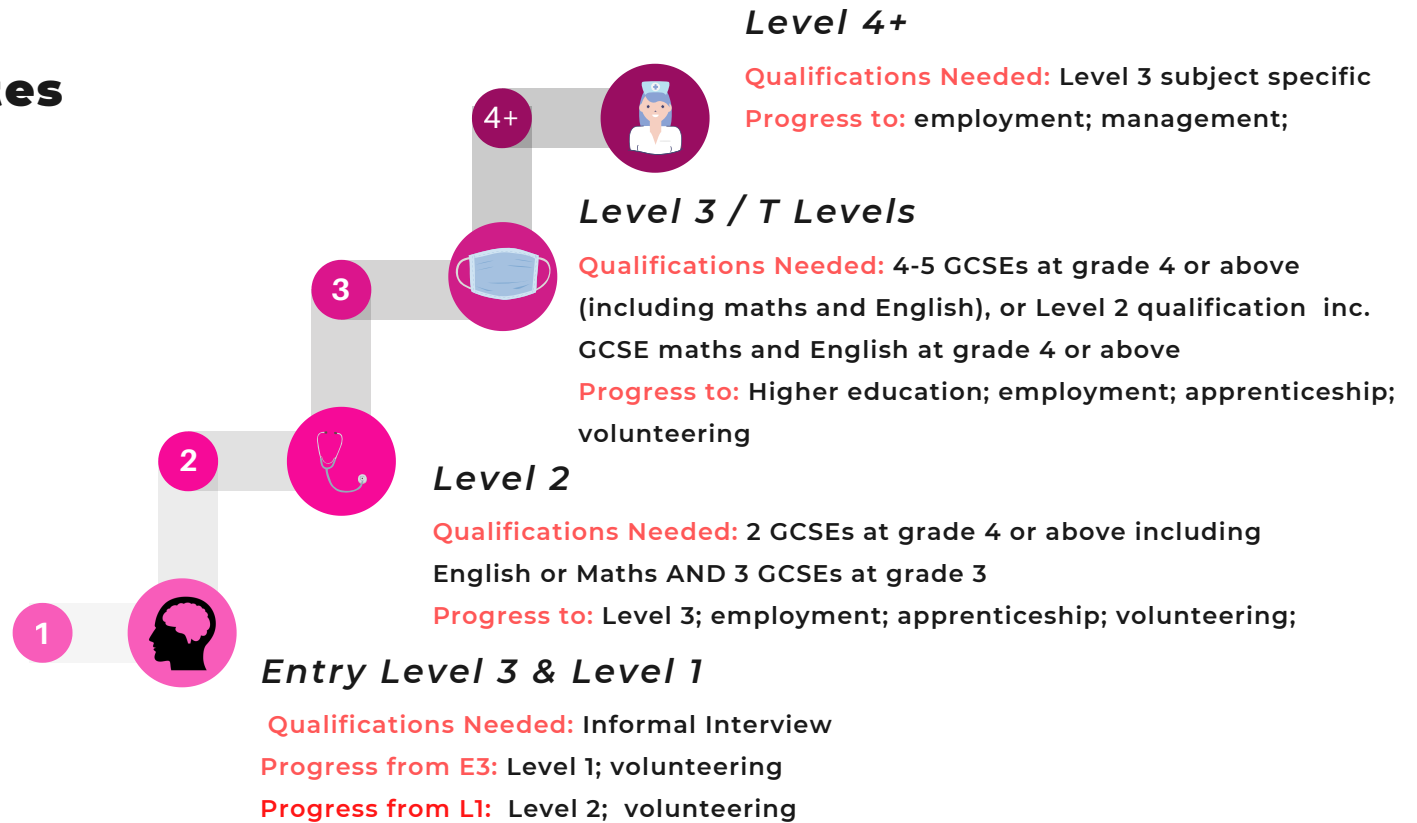 Level 4+
Qualifications Needed: Level 3 subject specific
Progress to: employment; management;
4+
Level 3 / T Levels
Qualifications Needed: 4-5 GCSEs at grade 4 or above
(including maths and English), or Level 2 qualification  inc.
GCSE maths and English at grade 4 or above
Progress to: Higher education; employment; apprenticeship;
volunteering
3
Level 2
Qualifications Needed: 2 GCSEs at grade 4 or above including
English or Maths AND 3 GCSEs at grade 3
Progress to: Level 3; employment; apprenticeship; volunteering;
2
1
Entry Level 3 & Level 1
Qualifications Needed: Informal Interview
Progress from E3: Level 1; volunteering
Progress from L1:  Level 2;  volunteering